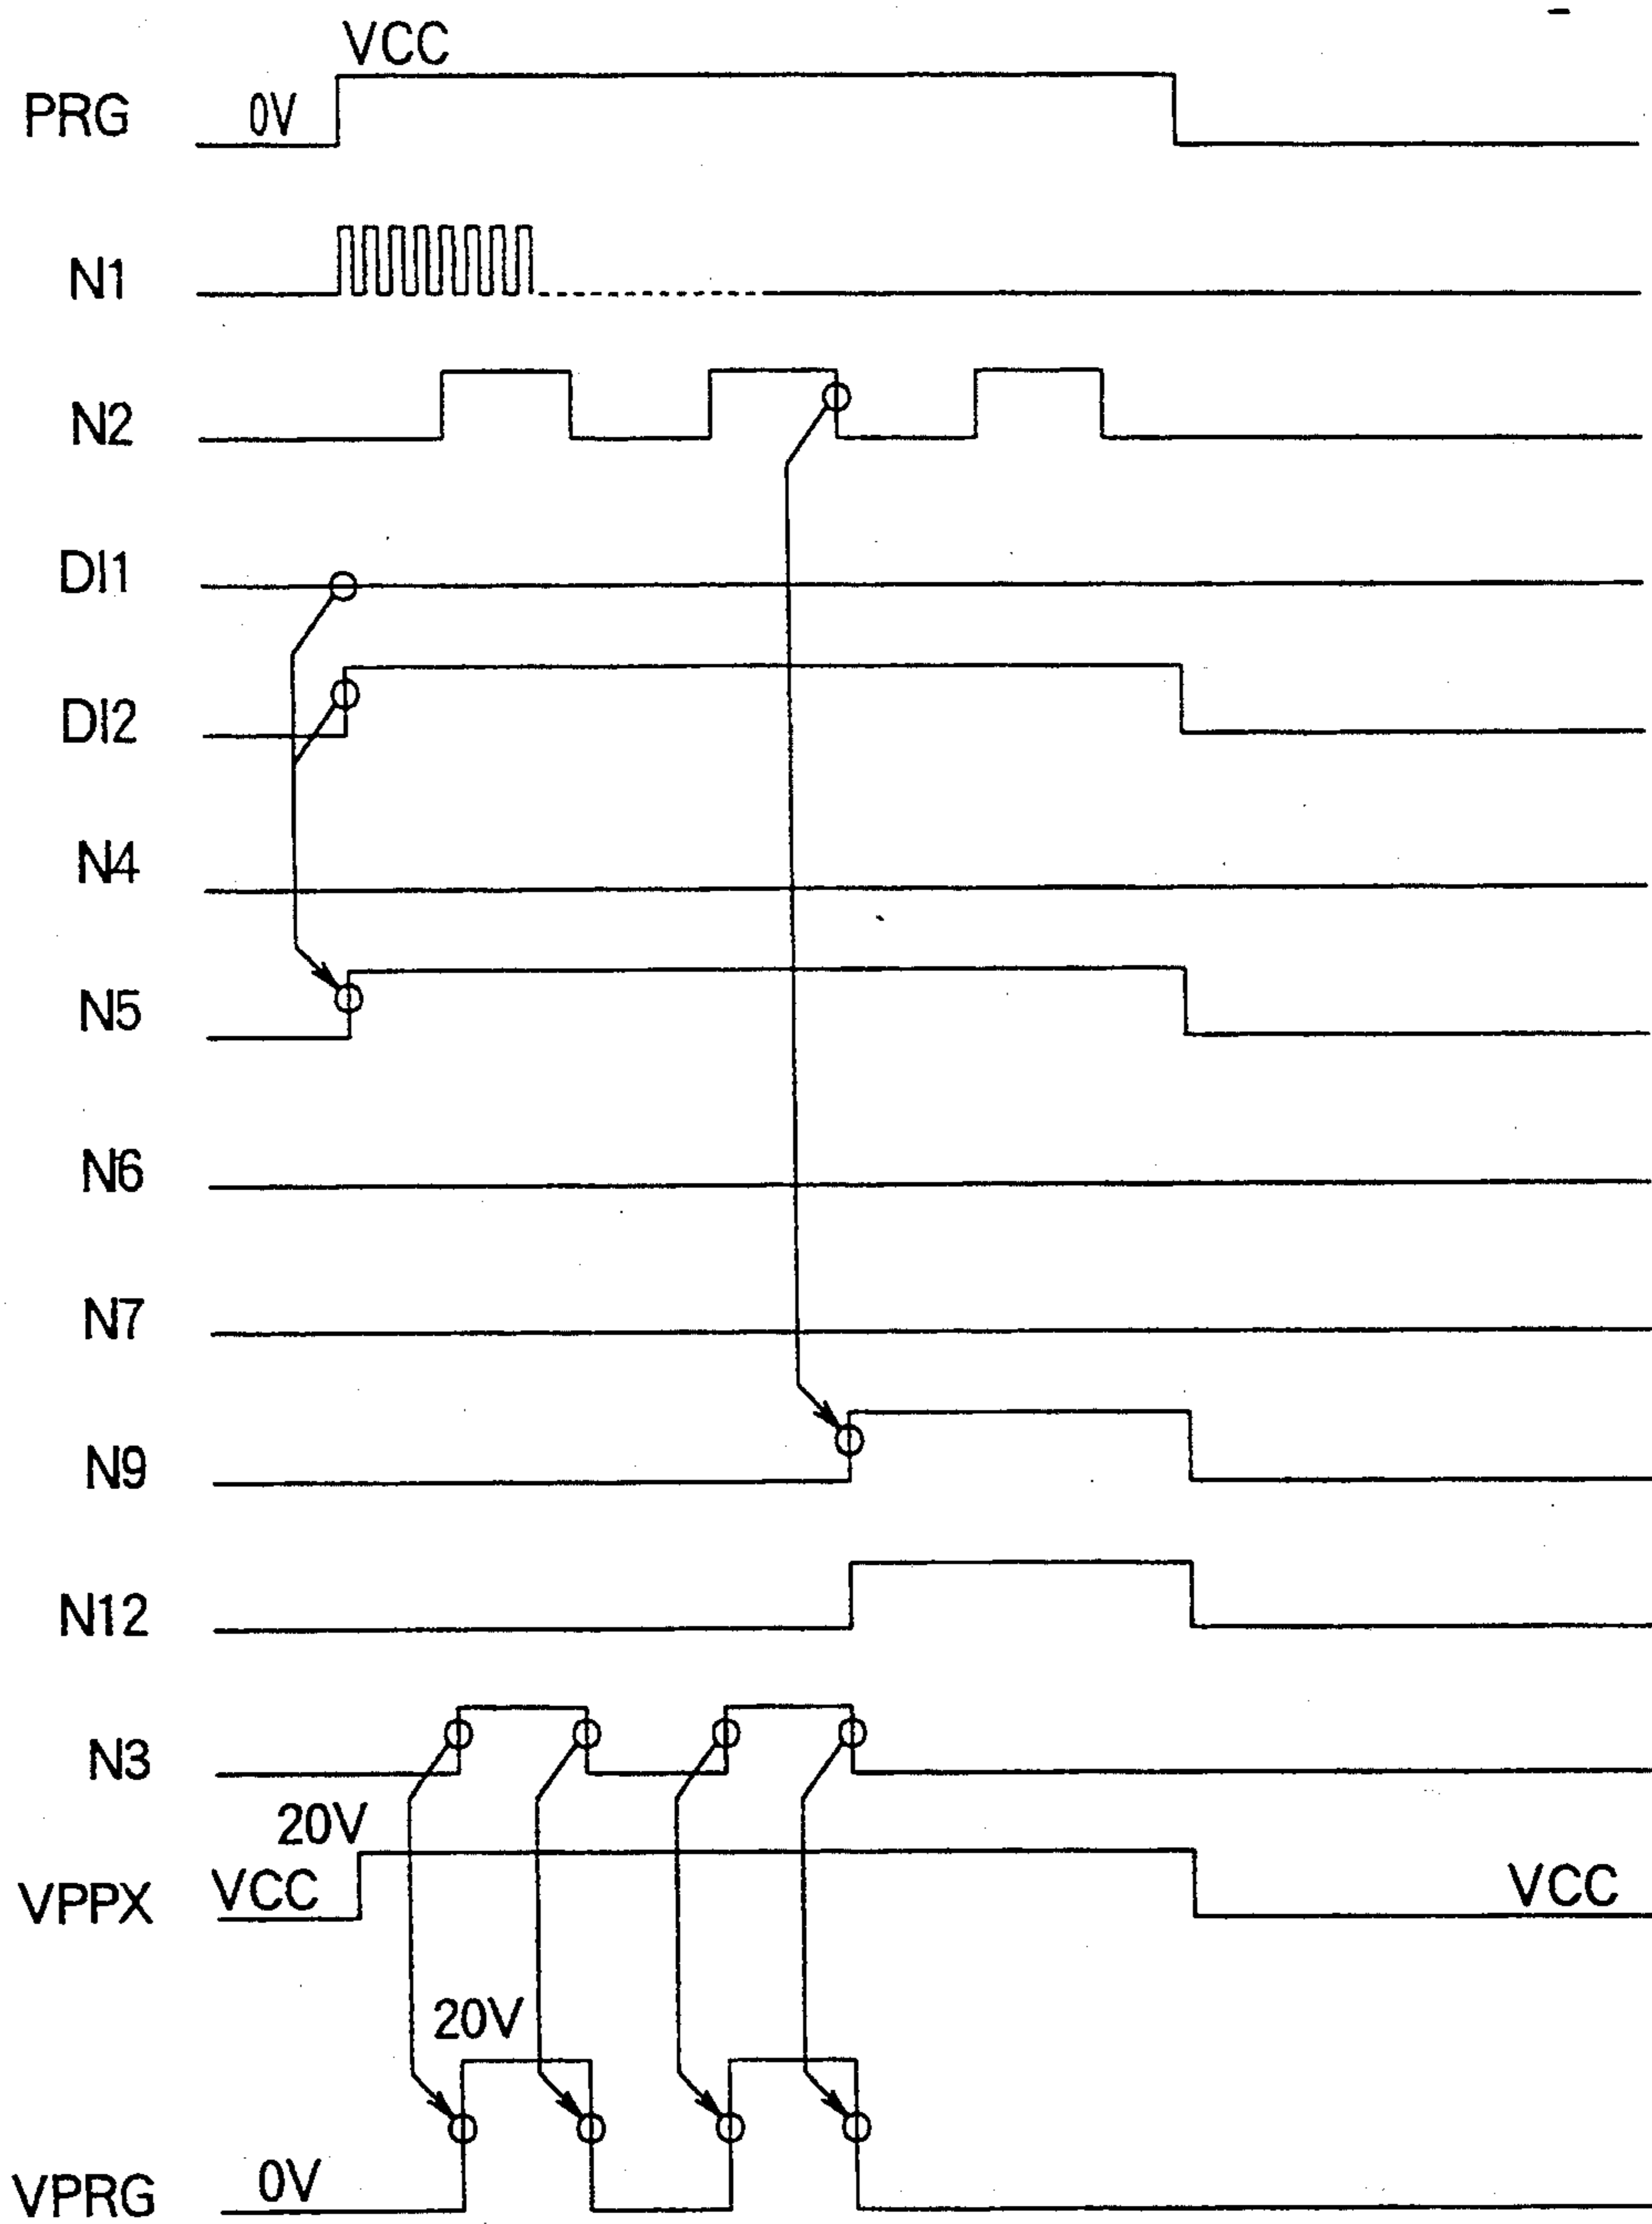 VCC
PRG 0V
N1
N2
DI1
DI2
N4
N5
N6
N7
N9
N12
N3
20V
VPPX VCC VCC
20V
VPRG 0V